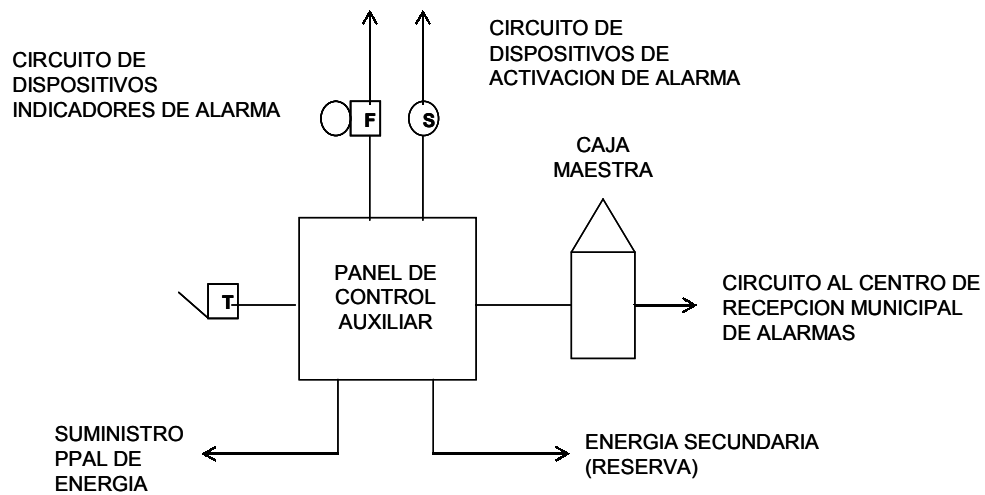 CIRCUITO DE
DISPOSITIVOS
INDICADORES DE ALARMA
CIRCUITO DE
DISPOSITIVOS DE
ACTIVACION DE ALARMA
F
S
CAJA
MAESTRA
PANEL DE
CONTROL
AUXILIAR
T
CIRCUITO AL CENTRO DE
RECEPCION MUNICIPAL
DE ALARMAS
SUMINISTRO
PPAL DE
ENERGIA
ENERGIA SECUNDARIA
(RESERVA)